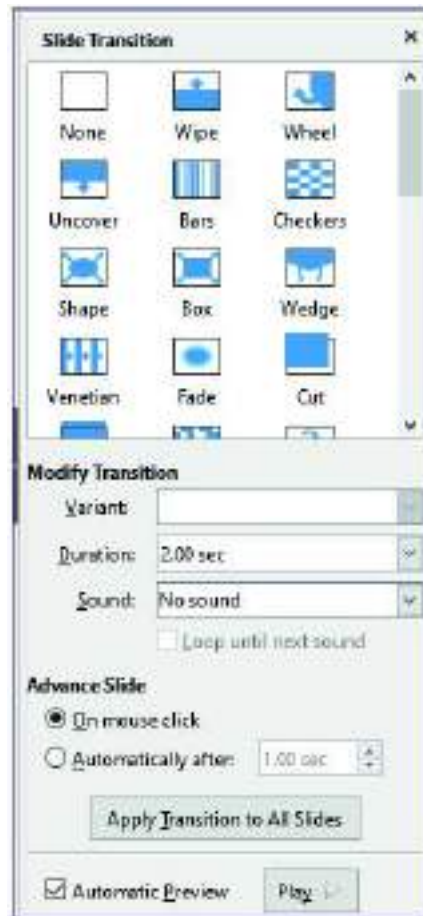 Slide Transition
None Wipe Wheel
Uncover Bars Checkers
Shape Box Wedge
Venetian Fade Cut
Modify Transition
Variant:
Duration: 2.00 sec
Sound: No sound
Loop until next sound
Advance Slide
On mouse click
Automatically after: 1.00 sec
Apply Transition to All Slides
Automatic Preview Play